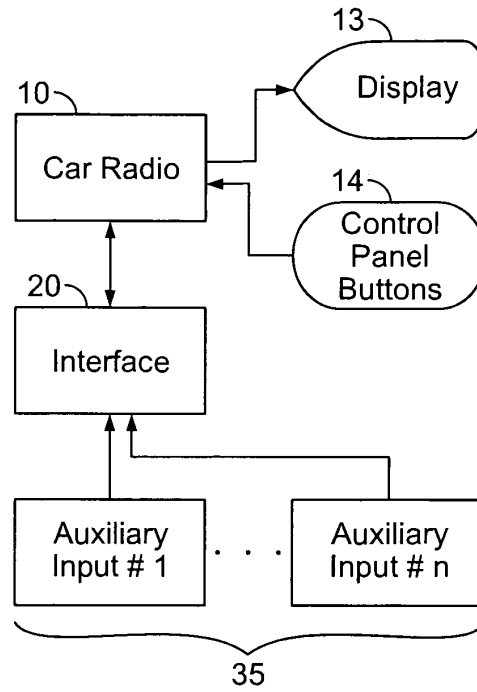 13
10
Display
Car Radio
14
Control
Panel
Buttons
20
Interface
Auxiliary
Input # 1
. . .
Auxiliary
Input # n
35